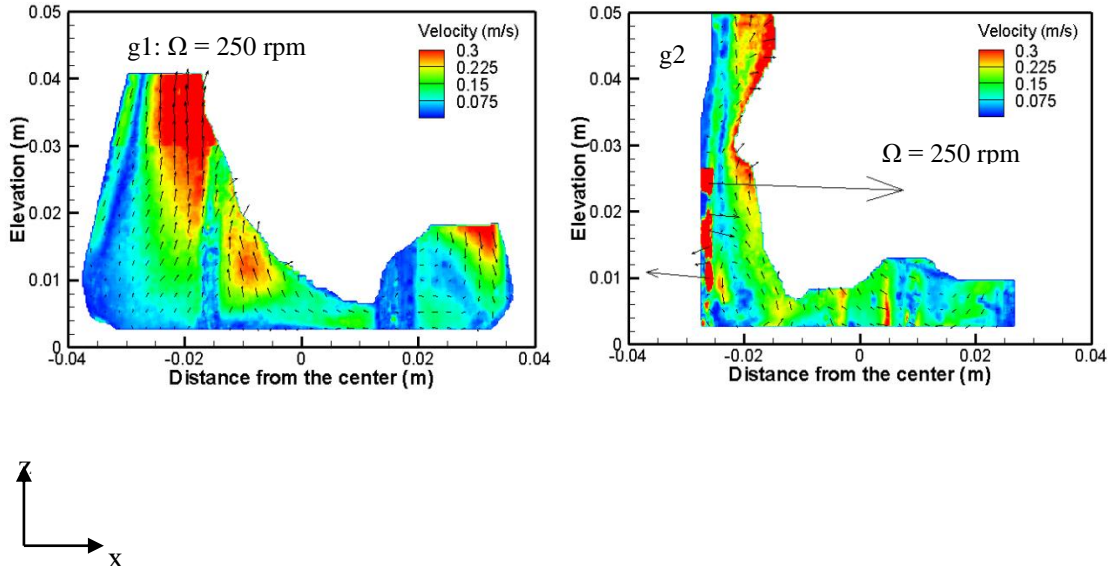 g1: Ω = 250 rpm
Velocity (m/s)
0.3
0.225
0.15
0.075
Elevation (m)
0.05
0.04
0.03
0.02
0.01
0
-0.04
-0.02
0
0.02
0.04
Distance from the center (m)
g2
Velocity (m/s)
0.3
0.225
0.15
0.075
Ω = 250 rpm
Elevation (m)
0.05
0.04
0.03
0.02
0.01
0
-0.04
-0.02
0
0.02
0.04
Distance from the center (m)
z
x